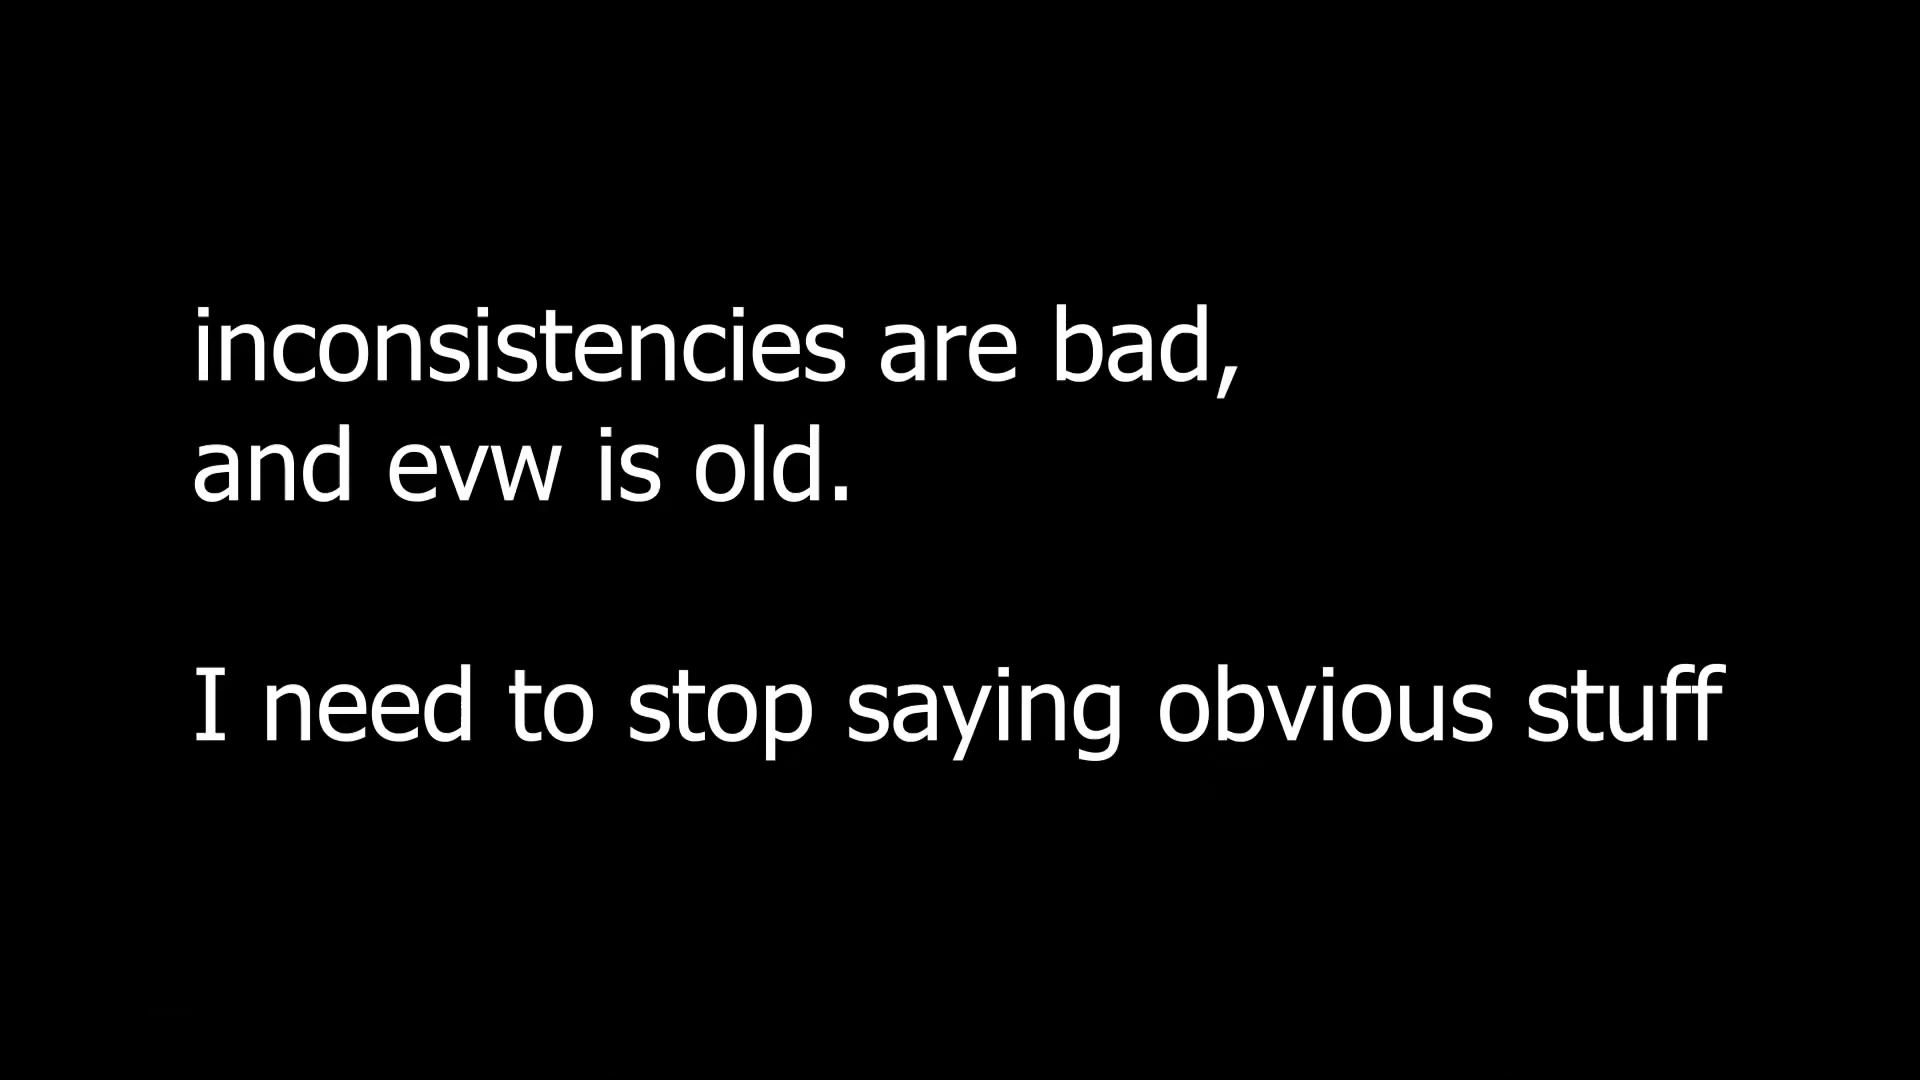 inconsistencies are bad,
and evw is old.
I need to stop saying obvious stuff